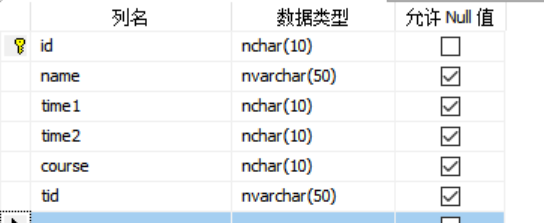 列名 数据类型 允许 Null 值
id nchar(10)
name nvarchar(50)
time1 nchar(10)
time2 nchar(10)
course nchar(10)
tid nvarchar(50)